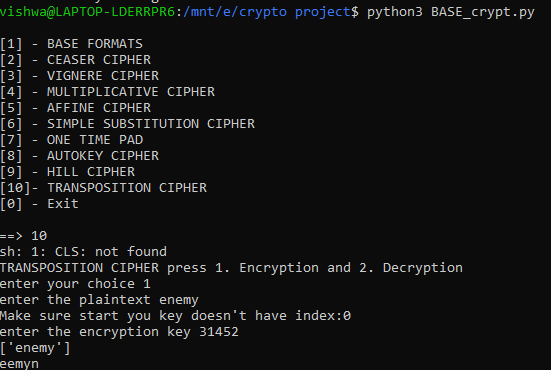 vishwa@LAPTOP-LDERRPR6:/mnt/e/crypto project$ python3 BASE_crypt.py
[1] - BASE FORMATS
[2] - CEASER CIPHER
[3] - VIGNERE CIPHER
[4] - MULTIPLICATIVE CIPHER
[5] - AFFINE CIPHER
[6] - SIMPLE SUBSTITUTION CIPHER
[7] - ONE TIME PAD
[8] - AUTOKEY CIPHER
[9] - HILL CIPHER
[10]- TRANSPOSITION CIPHER
[0] - Exit
==> 10
sh: 1: CLS: not found
TRANSPOSITION CIPHER press 1. Encryption and 2. Decryption
enter your choice 1
enter the plaintext enemy
Make sure start you key doesn't have index:0
enter the encryption key 31452
['enemy']
eemyn